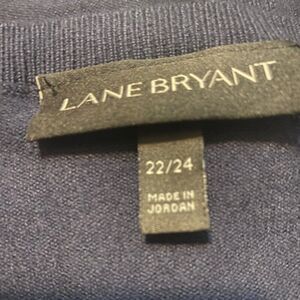 LANE BRYANT
22/24
MADE IN
JORDAN